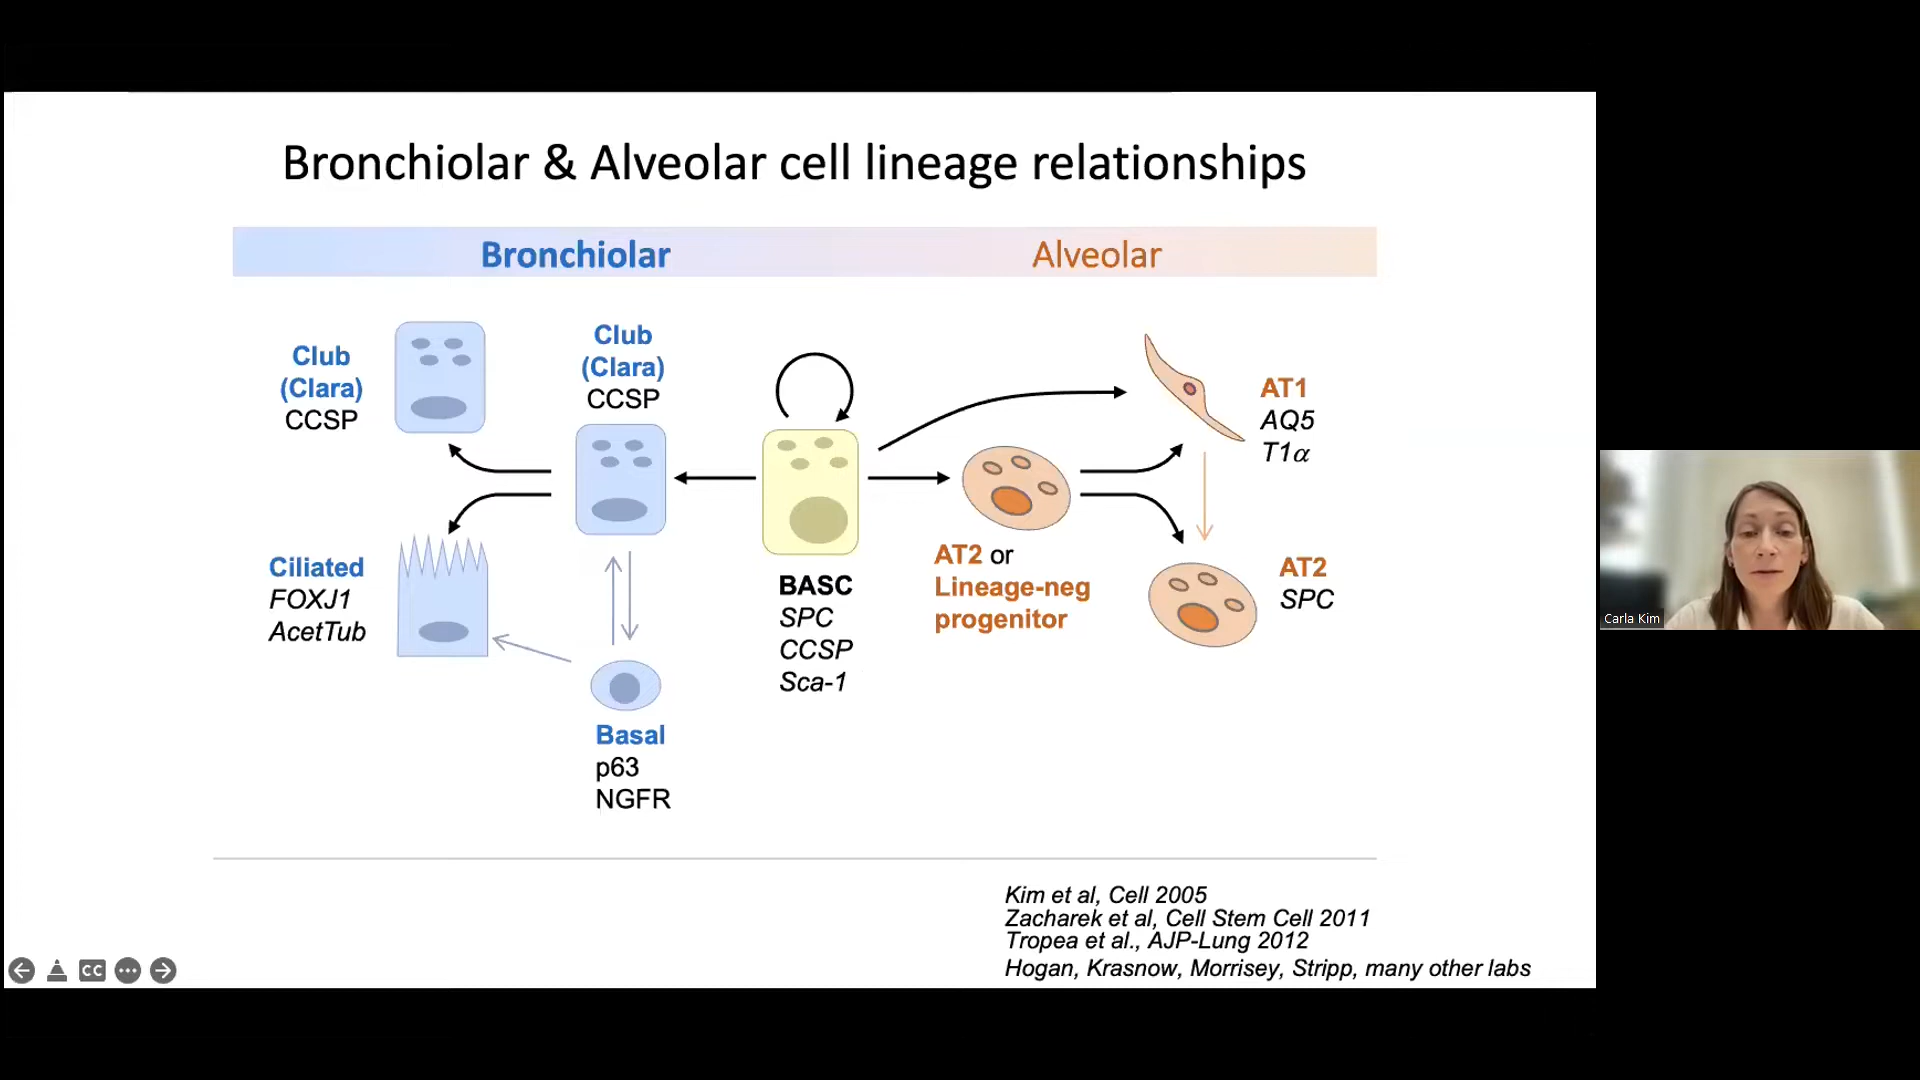 Bronchiolar & Alveolar cell lineage relationships
Bronchiolar
Alveolar
Club
(Clara)
CCSP
Club
(Clara)
CCSP
Ciliated
FOXJ1
AcetTub
Basal
p63
NGFR
BASC
SPC
CCSP
Sca-1
AT2 or
Lineage-neg
progenitor
AT1
AQ5
T1α
AT2
SPC
Kim et al, Cell 2005
Zacharek et al, Cell Stem Cell 2011
Tropea et al., AJP-Lung 2012
Hogan, Krasnow, Morrisey, Stripp, many other labs
CC
Carla Kim